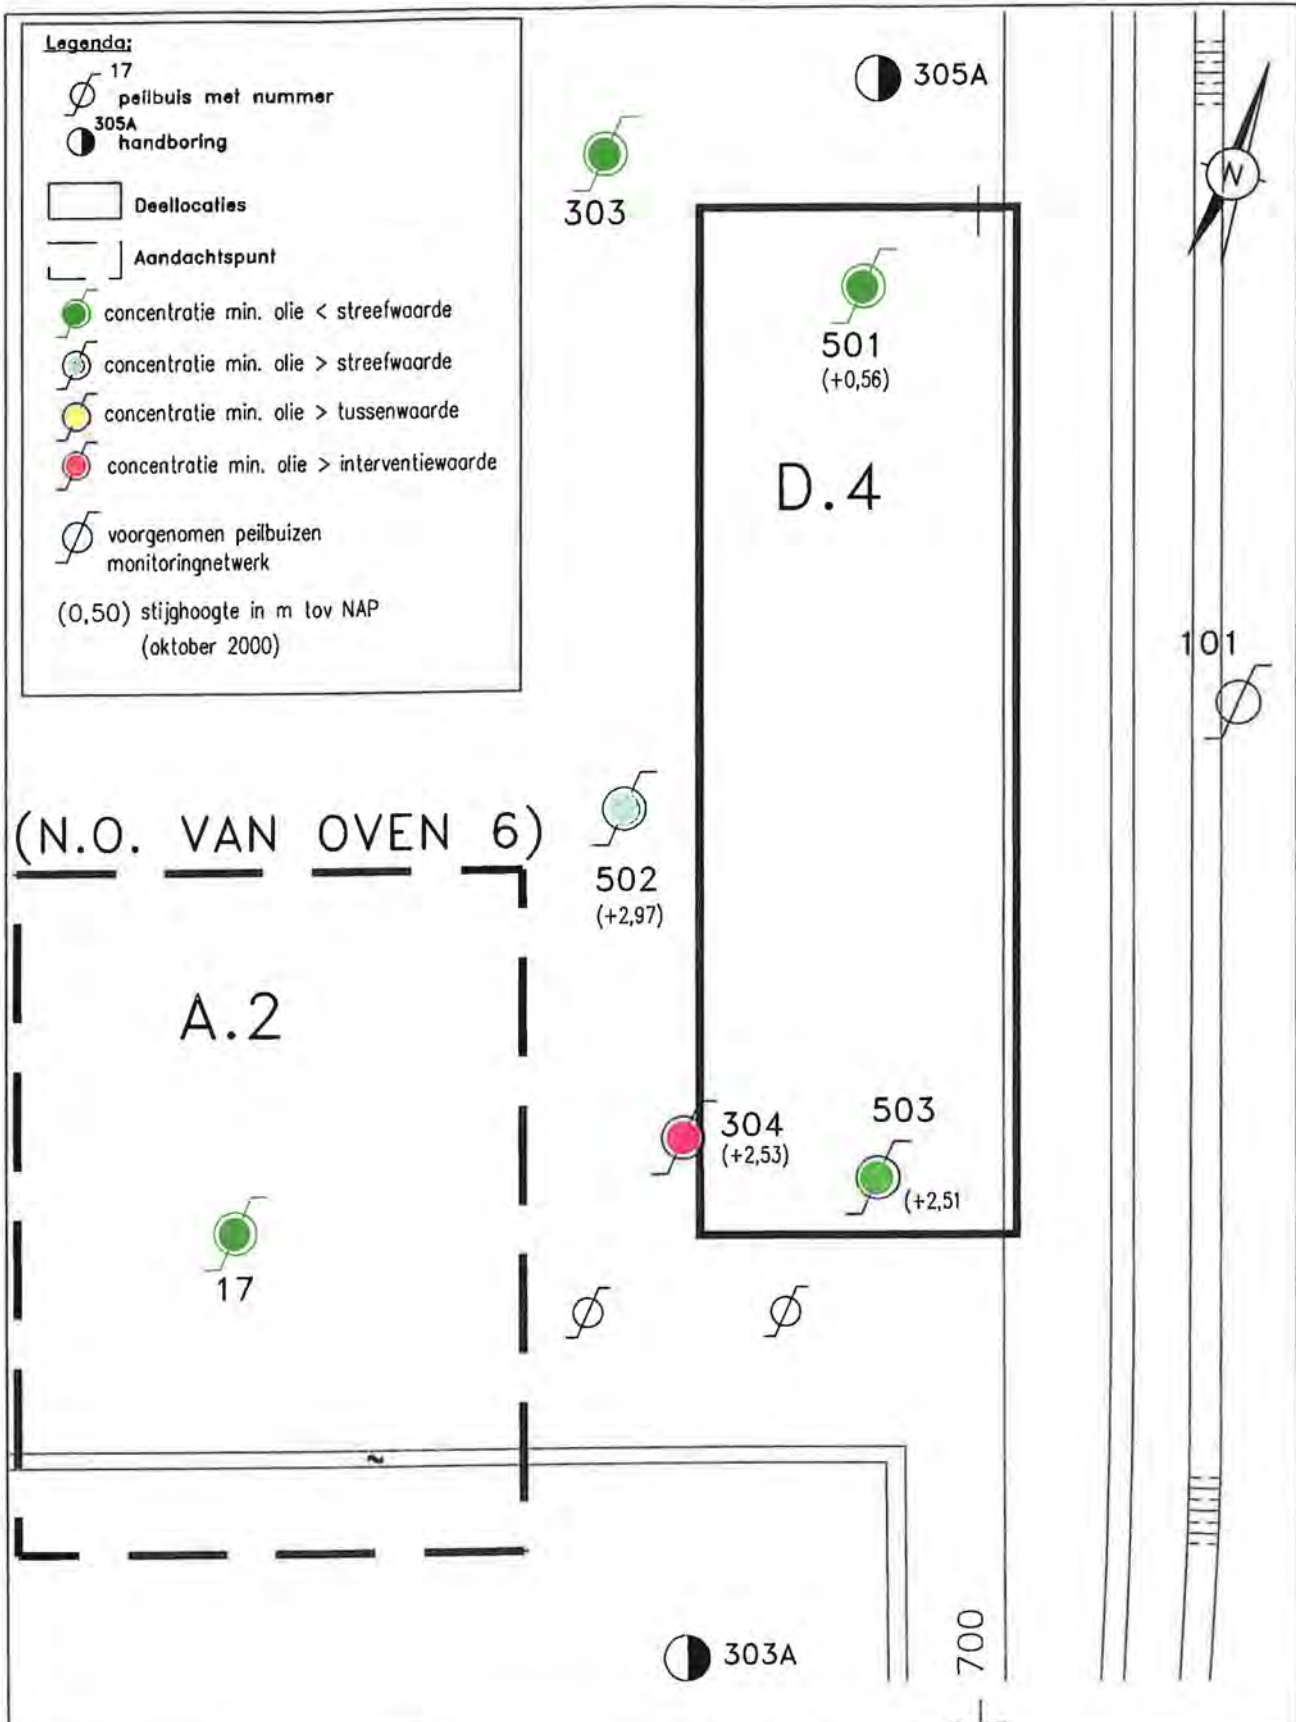 Legenda:
17
peilbuis met nummer
305A
handboring
Deellocaties
Aandachtspunt
concentratie min. olie < streefwaarde
concentratie min. olie > streefwaarde
concentratie min. olie > tussenwaarde
concentratie min. olie > interventiewaarde
voorgenomen peilbuizen
monitoringnetwerk
(0,50) stijghoogte in m tov NAP
(oktober 2000)
305A
303
N
501
(+0,56)
D.4
101
(N.O. VAN OVEN 6)
502
(+2,97)
A.2
304
(+2,53)
503
(+2,51
17
~
303A
700